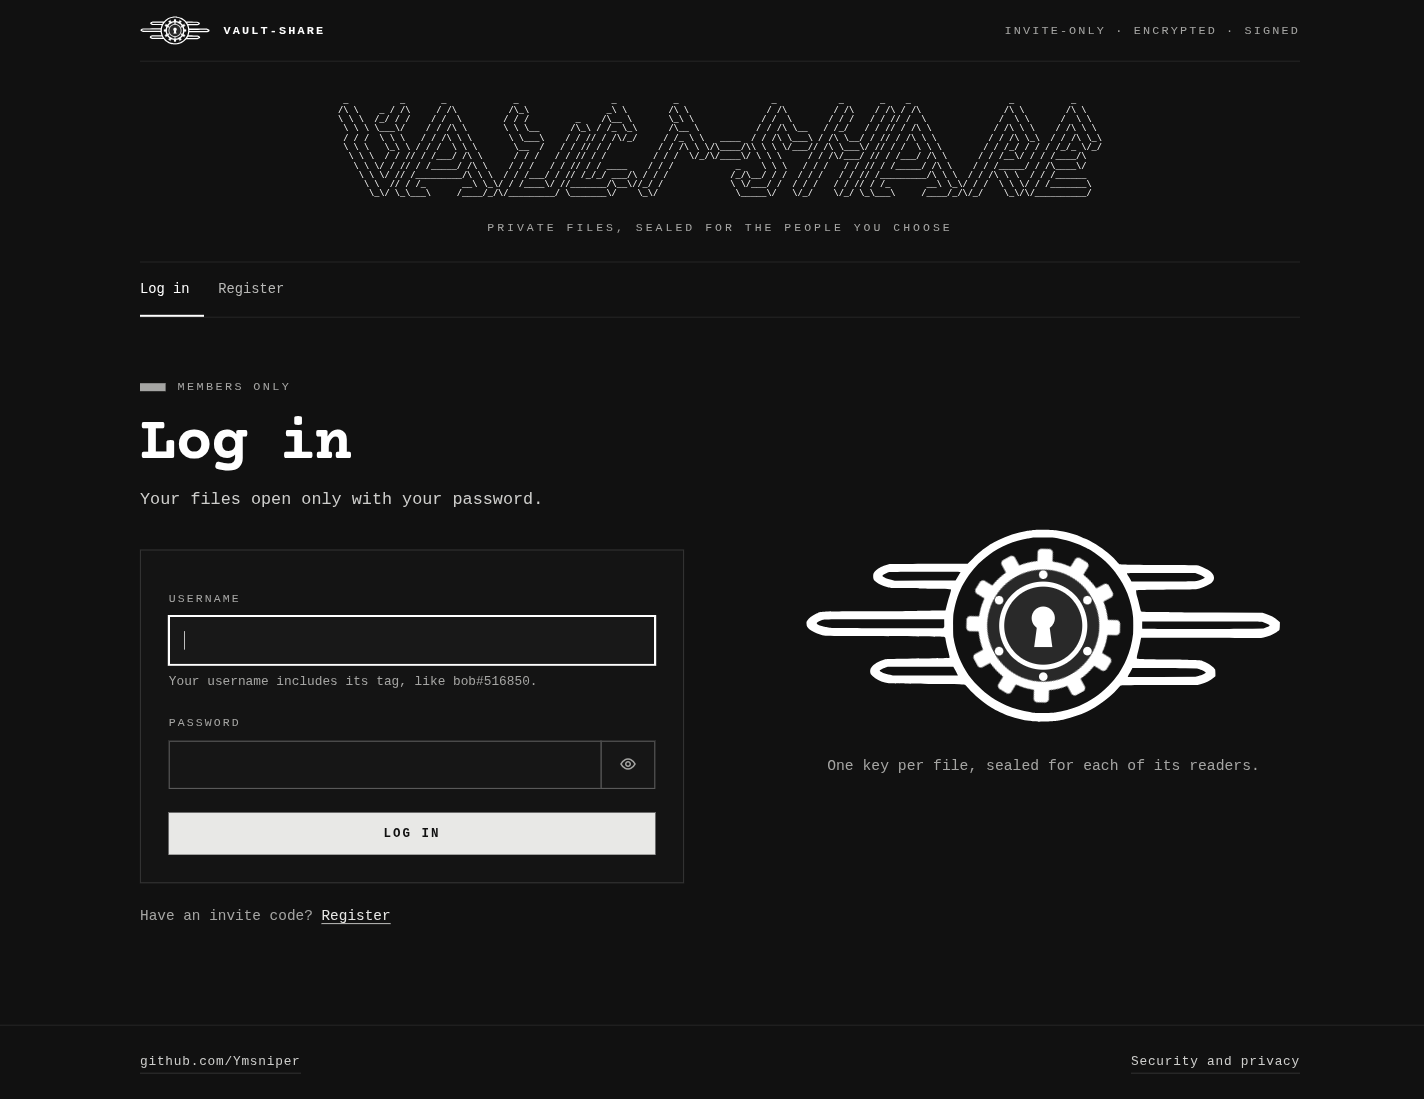 VAULT-SHARE
INVITE-ONLY · ENCRYPTED · SIGNED
VAULT-SHARE
PRIVATE FILES, SEALED FOR THE PEOPLE YOU CHOOSE
Log in
Register
MEMBERS ONLY
Log in
Your files open only with your password.
USERNAME
Your username includes its tag, like bob#516850.
PASSWORD
LOG IN
Have an invite code? Register
One key per file, sealed for each of its readers.
github.com/Ymsniper
Security and privacy